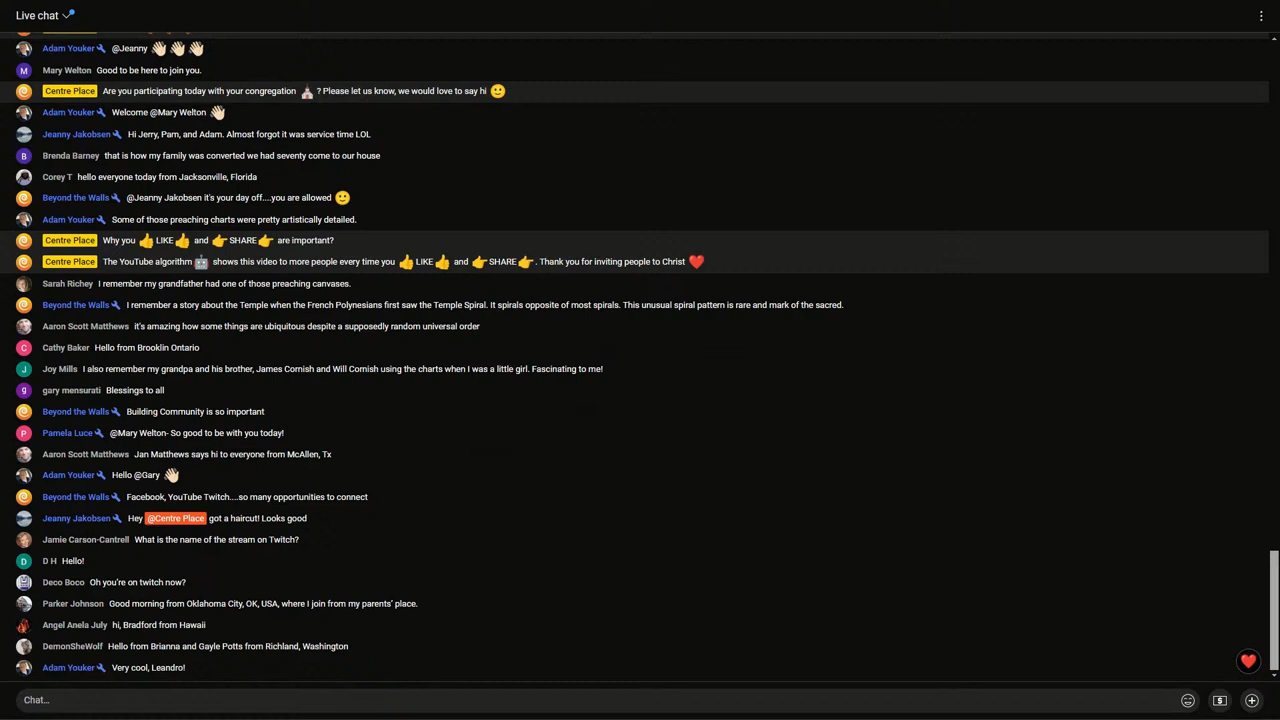 Live chat
Adam Youker @Jeanny 👋🏻👋🏻👋🏻
M Mary Welton Good to be here to join you.
Centre Place Are you participating today with your congregation ⛪ ? Please let us know, we would love to say hi 🙂
Adam Youker Welcome @Mary Welton 👋🏻
Jeanny Jakobsen Hi Jerry, Pam, and Adam. Almost forgot it was service time LOL
B Brenda Barney that is how my family was converted we had seventy come to our house
Corey T hello everyone today from Jacksonville, Florida
Beyond the Walls @Jeanny Jakobsen it's your day off....you are allowed 🙂
Adam Youker Some of those preaching charts were pretty artistically detailed.
Centre Place Why you 👍LIKE👍 and 👉SHARE👉 are important?
Centre Place The YouTube algorithm 🤖 shows this video to more people every time you 👍LIKE👍 and 👉SHARE👉. Thank you for inviting people to Christ ❤️
Sarah Richey I remember my grandfather had one of those preaching canvases.
Beyond the Walls I remember a story about the Temple when the French Polynesians first saw the Temple Spiral. It spirals opposite of most spirals. This unusual spiral pattern is rare and mark of the sacred.
Aaron Scott Matthews it's amazing how some things are ubiquitous despite a supposedly random universal order
C Cathy Baker Hello from Brooklin Ontario
J Joy Mills I also remember my grandpa and his brother, James Cornish and Will Cornish using the charts when I was a little girl. Fascinating to me!
g gary mensurati Blessings to all
Beyond the Walls Building Community is so important
P Pamela Luce @Mary Welton- So good to be with you today!
Aaron Scott Matthews Jan Matthews says hi to everyone from McAllen, Tx
Adam Youker Hello @Gary 👋🏻
Beyond the Walls Facebook, YouTube Twitch....so many opportunities to connect
Jeanny Jakobsen Hey @Centre Place got a haircut! Looks good
Jamie Carson-Cantrell What is the name of the stream on Twitch?
D D H Hello!
Deco Boco Oh you're on twitch now?
Parker Johnson Good morning from Oklahoma City, OK, USA, where I join from my parents' place.
Angel Anela July hi, Bradford from Hawaii
DemonSheWolf Hello from Brianna and Gayle Potts from Richland, Washington
Adam Youker Very cool, Leandro!
Chat...